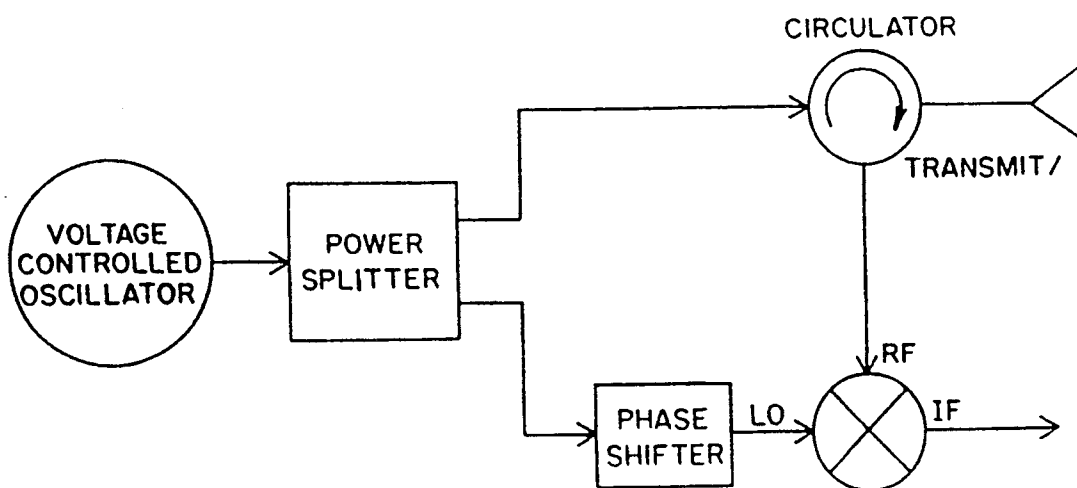 CIRCULATOR
TRANSMIT/
VOLTAGE
CONTROLLED
OSCILLATOR
POWER
SPLITTER
RF
PHASE
SHIFTER
LO
IF